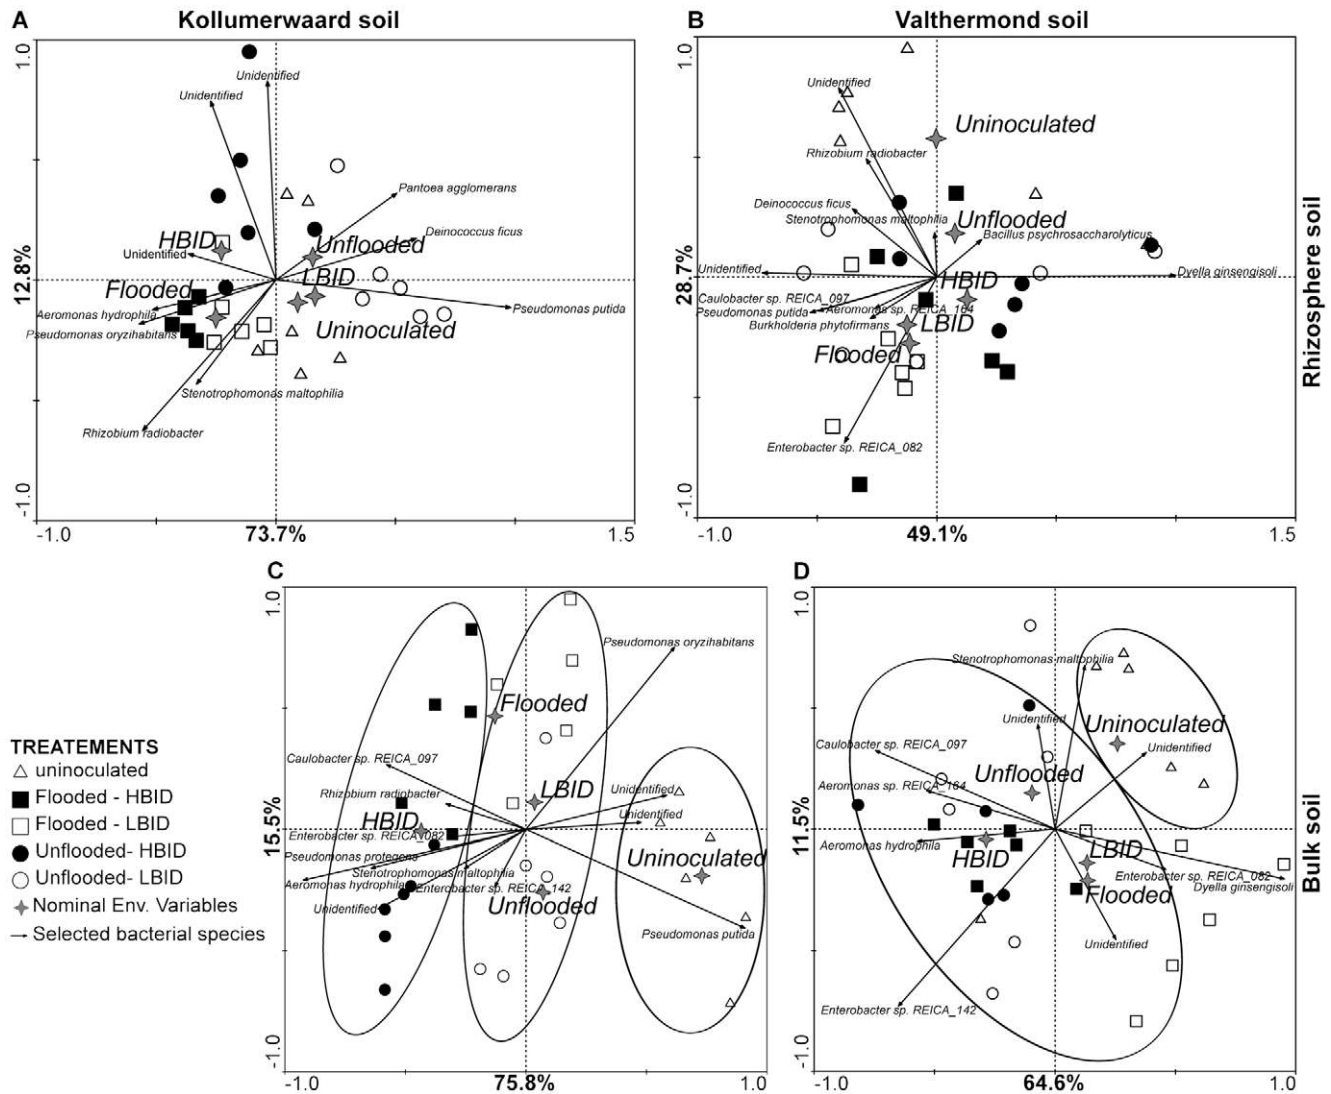 A
Kollumerwaard soil
B
Valthermond soil
1.0
Unidentified
Unidentified
Pantoea agglomerans
Deinococcus ficus
HBID
Unflooded
Unidentified
LBID
12.8%
Flooded
Aeromonas hydrophila
Pseudomonas putida
Pseudomonas oryzihabitans
Uninoculated
Stenotrophomonas maltophilia
Rhizobium radiobacter
-1.0
-1.0
73.7%
1.5
1.0
Unidentified
Uninoculated
Rhizobium radiobacter
Deinococcus ficus
Stenotrophomonas maltophilia
Unflooded
Bacillus psychrosaccharolyticus
Unidentified
Dyella ginsengisoli
28.7%
HBID
Caulobacter sp. REICA_097
Pseudomonas putida
Aeromonas sp. REICA_164
Burkholderia phytofirmans
LBID
Flooded
Enterobacter sp. REICA_082
-1.0
-1.0
49.1%
1.5
Rhizosphere soil
C
1.0
Pseudomonas oryzihabitans
Flooded
Caulobacter sp. REICA_097
Rhizobium radiobacter
LBID
Unidentified
HBID
Unidentified
15.5%
Enterobacter sp. REICA_082
Pseudomonas protegens
Uninoculated
Stenotrophomonas maltophilia
Aeromonas hydrophila
Enterobacter sp. REICA_142
Unidentified
Unflooded
Pseudomonas putida
-1.0
-1.0
75.8%
1.0
D
1.0
Stenotrophomonas maltophilia
Unidentified
Uninoculated
Caulobacter sp. REICA_097
Unidentified
Unflooded
Aeromonas sp. REICA_164
11.5%
Aeromonas hydrophila
HBID
LBID
Enterobacter sp. REICA_082
Dyella ginsengisoli
Flooded
Unidentified
Enterobacter sp. REICA_142
-1.0
-1.0
64.6%
1.0
Bulk soil
TREATEMENTS
uninoculated
Flooded - HBID
Flooded - LBID
Unflooded- HBID
Unflooded- LBID
Nominal Env. Variables
Selected bacterial species